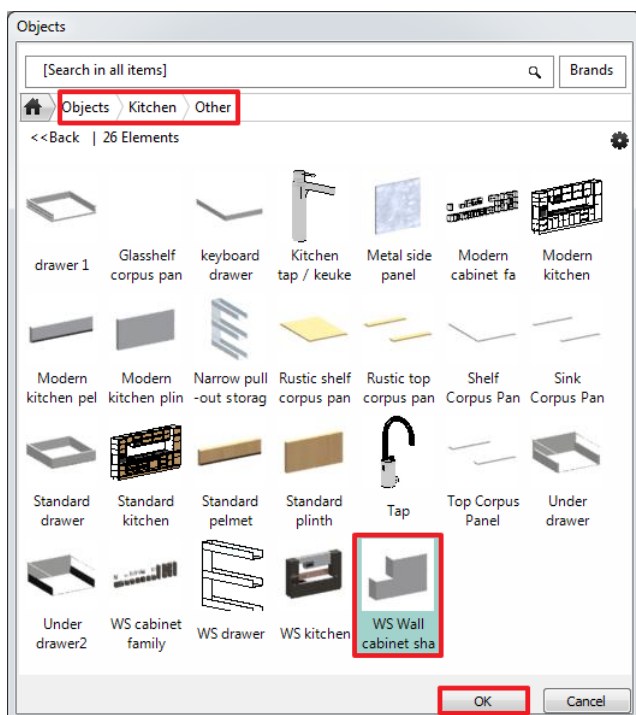 Objects
[Search in all items]
Brands
Objects Kitchen Other
<<Back | 26 Elements
drawer 1
Glasshelf
corpus pan
keyboard
drawer
Kitchen
tap / keuke
Metal side
panel
Modern
cabinet fa
Modern
kitchen
Modern
kitchen pel
Modern
kitchen plin
Narrow pull
-out storag
Rustic shelf
corpus pan
Rustic top
corpus pan
Shelf
Corpus Pan
Sink
Corpus Pan
Standard
drawer
Standard
kitchen
Standard
pelmet
Standard
plinth
Tap
Top Corpus
Panel
Under
drawer
Under
drawer2
WS cabinet
family
WS drawer
WS kitchen
WS Wall
cabinet sha
OK
Cancel